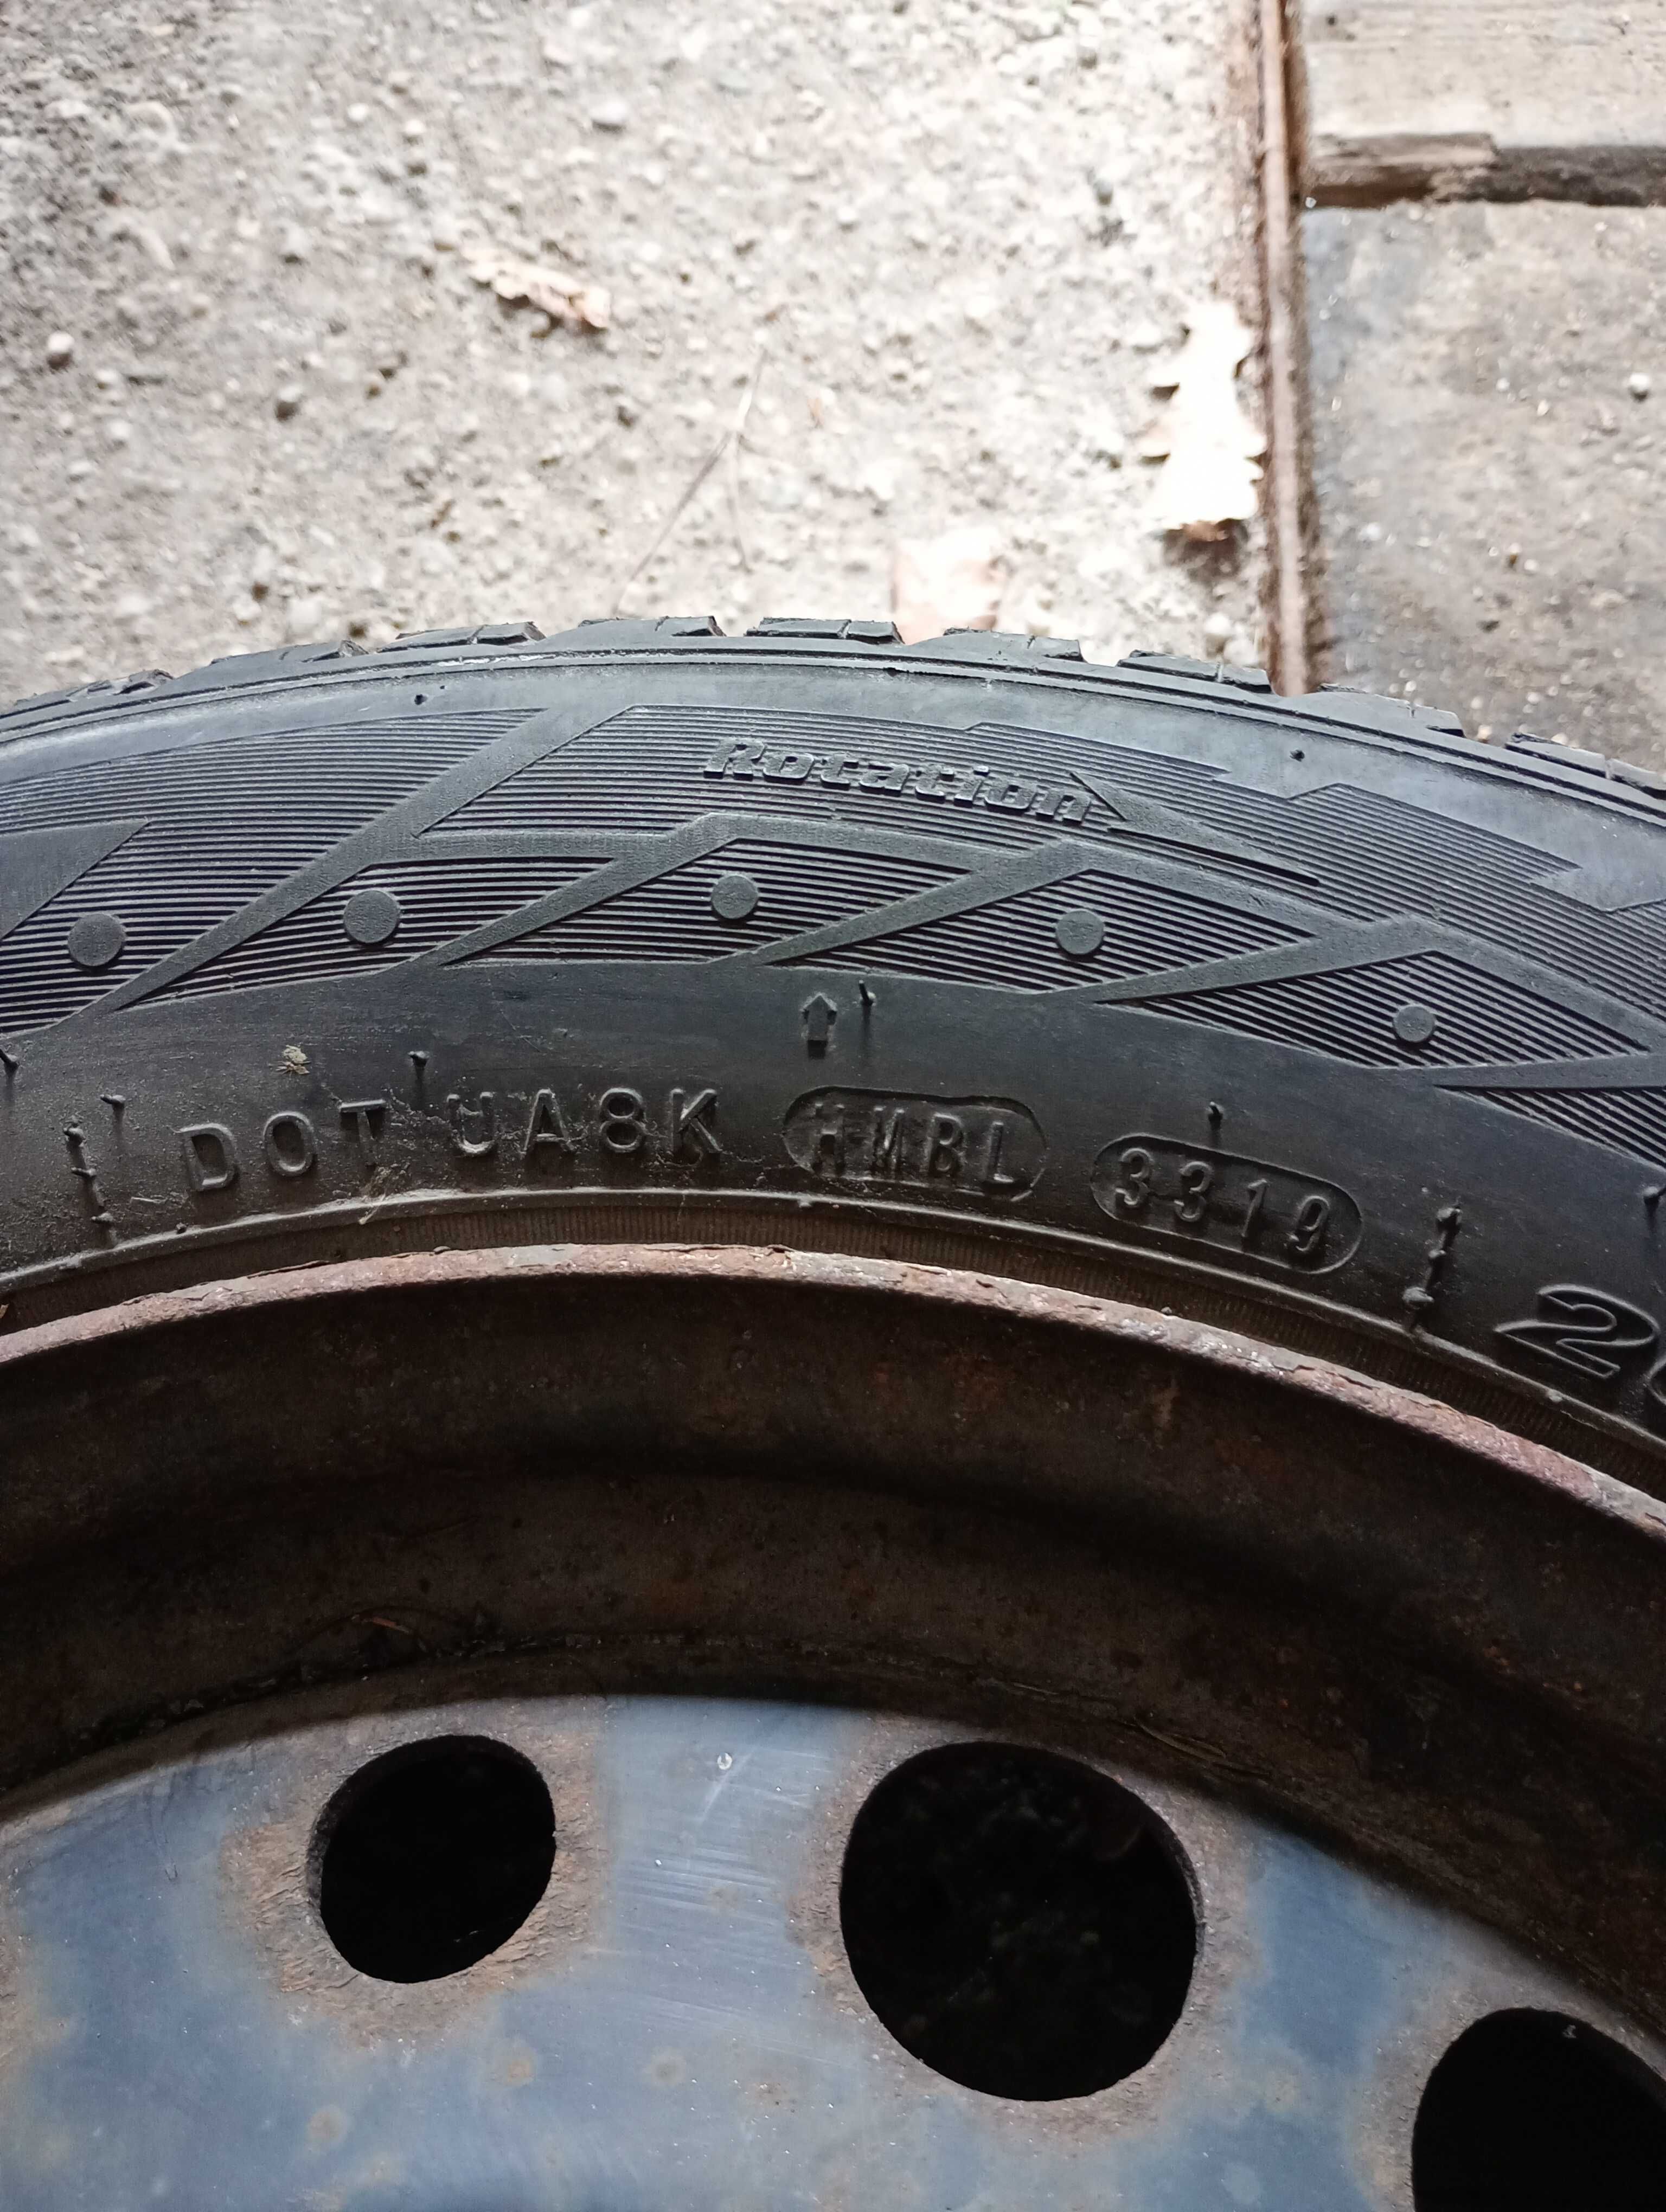 Rotation
DOT UA8K HMBL 3319